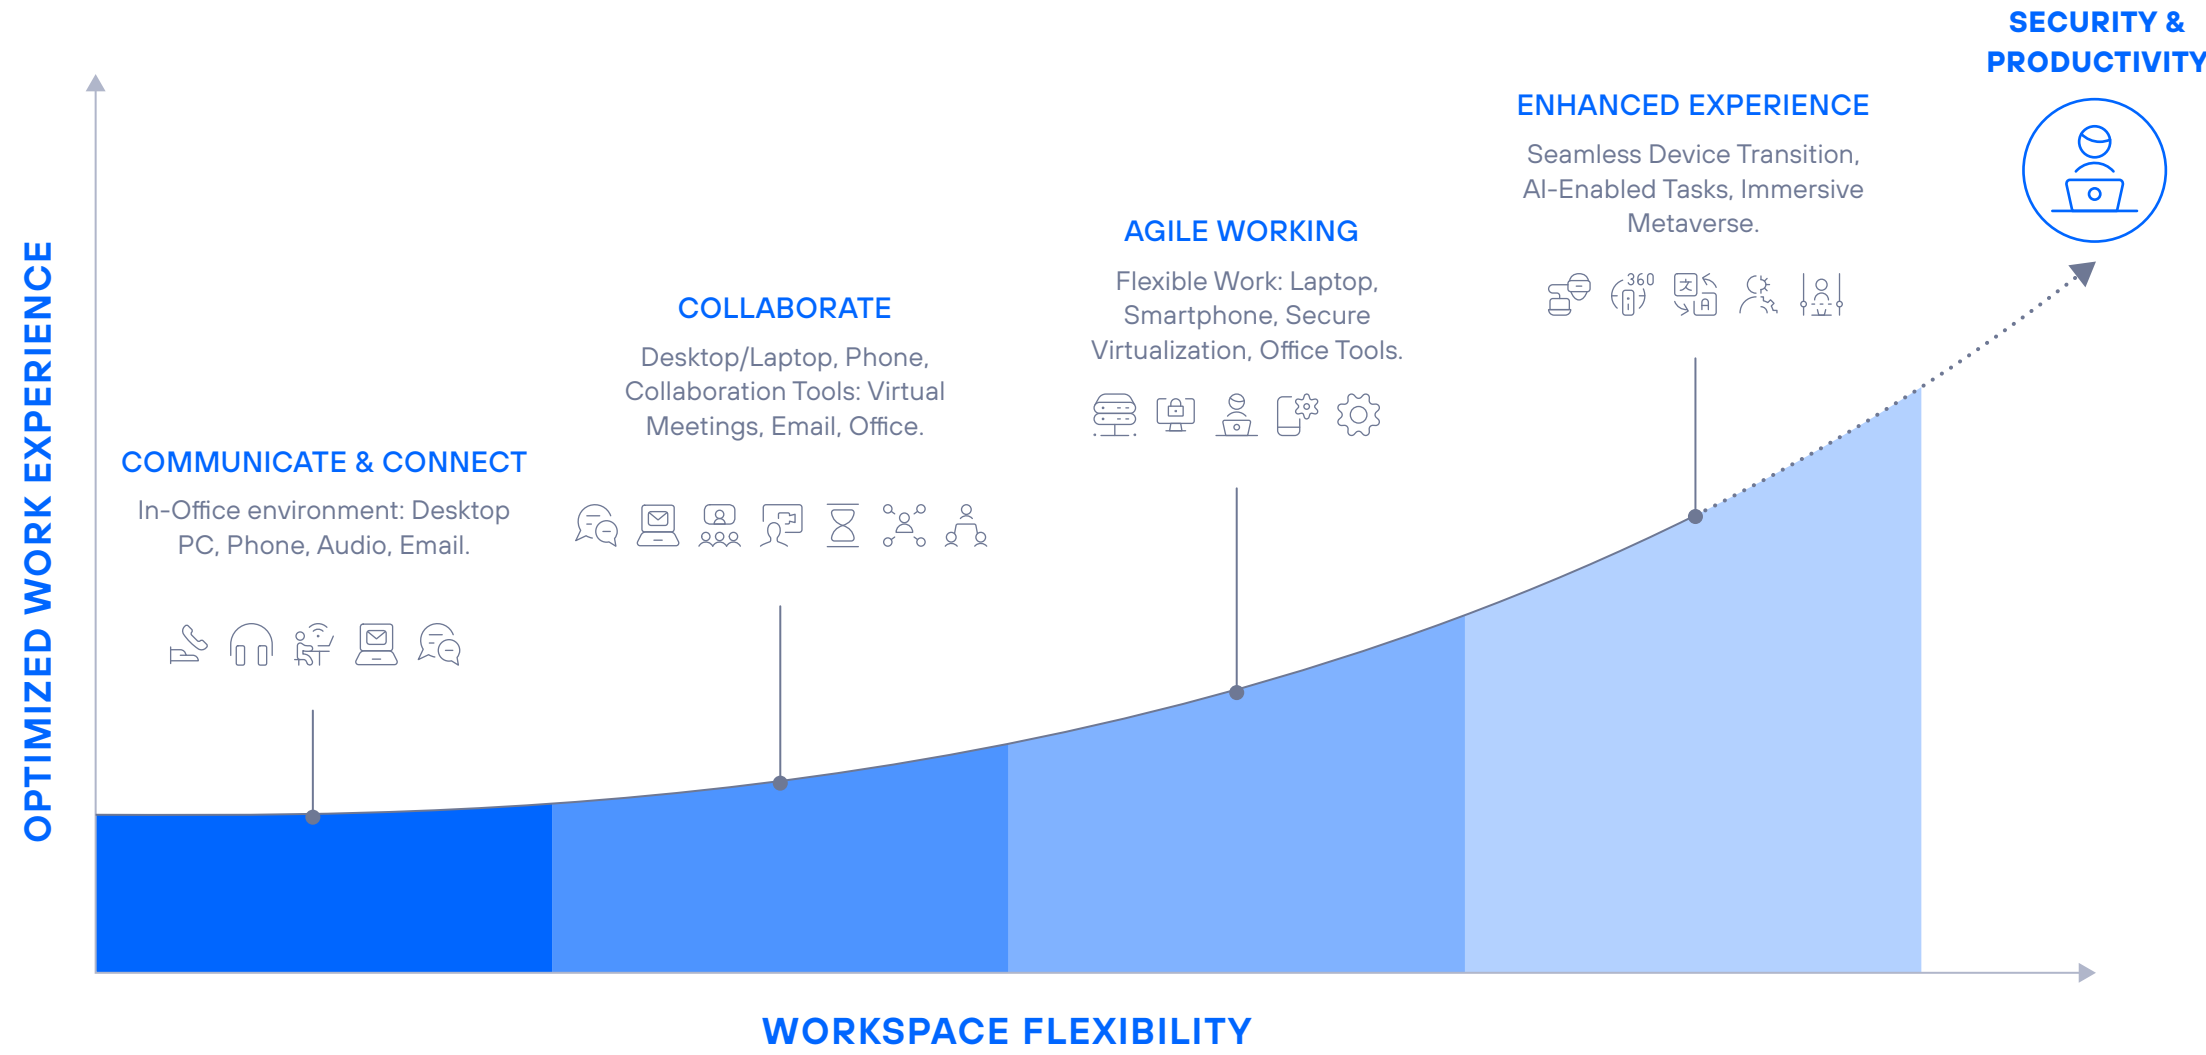 SECURITY &
PRODUCTIVITY
ENHANCED EXPERIENCE
Seamless Device Transition,
AI-Enabled Tasks, Immersive
Metaverse.
360
文
A
AGILE WORKING
Flexible Work: Laptop,
Smartphone, Secure
Virtualization, Office Tools.
COLLABORATE
Desktop/Laptop, Phone,
Collaboration Tools: Virtual
Meetings, Email, Office.
COMMUNICATE & CONNECT
In-Office environment: Desktop
PC, Phone, Audio, Email.
OPTIMIZED WORK EXPERIENCE
WORKSPACE FLEXIBILITY